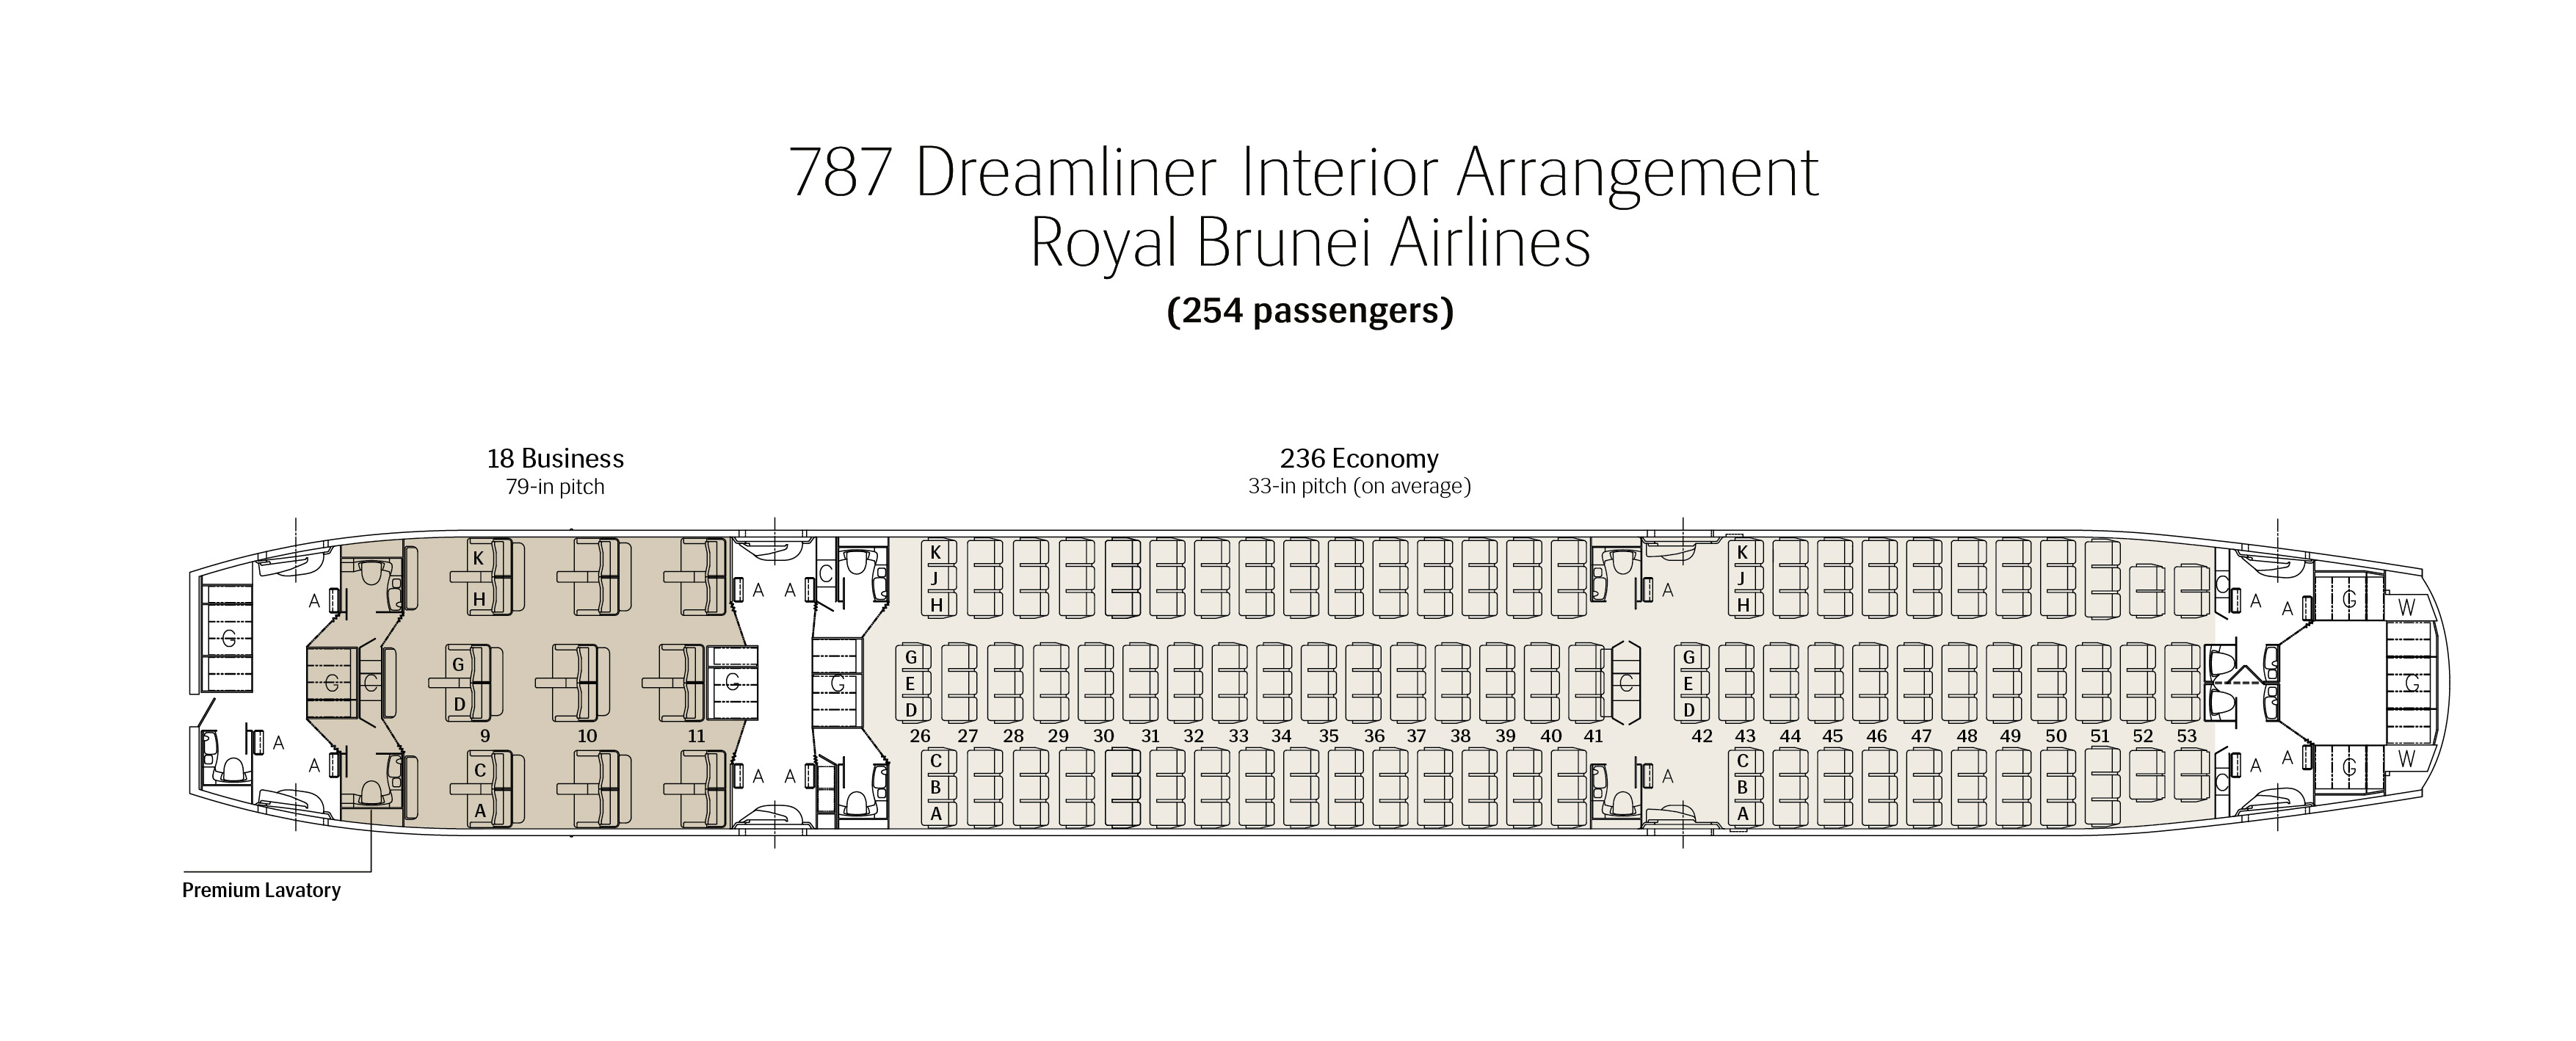 787 Dreamliner Interior Arrangement
Royal Brunei Airlines
(254 passengers)
18 Business
79-in pitch
236 Economy
33-in pitch (on average)
K K K
C J J
H H H
A A A A A A A W
G G
G G G
G G C G E C E G
D D D
9 10 11 26 27 28 29 30 31 32 33 34 35 36 37 38 39 40 41 42 43 44 45 46 47 48 49 50 51 52 53
A C C C
A A A A A A A W
B B G
A A A
Premium Lavatory